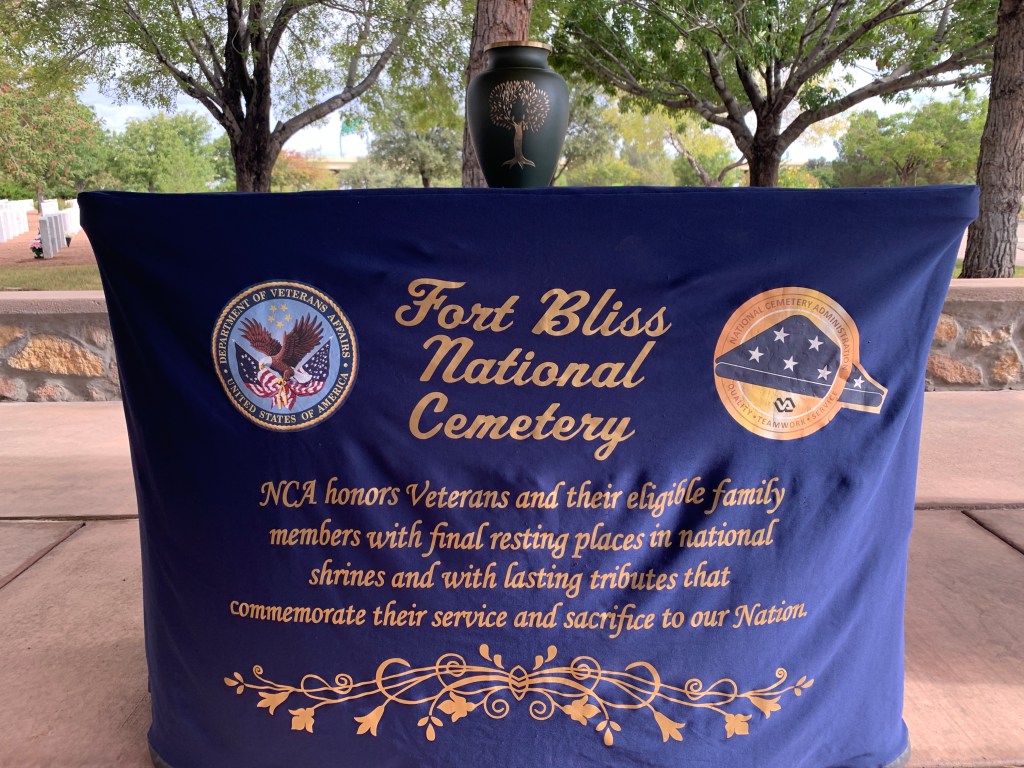 DEPARTMENT OF VETERANS AFFAIRS
UNITED STATES OF AMERICA
Fort Bliss
National
Cemetery
NATIONAL CEMETERY ADMINISTRATION
QUALITY • TEAMWORK • SERVICE
NCA honors Veterans and their eligible family
members with final resting places in national
shrines and with lasting tributes that
commemorate their service and sacrifice to our Nation.